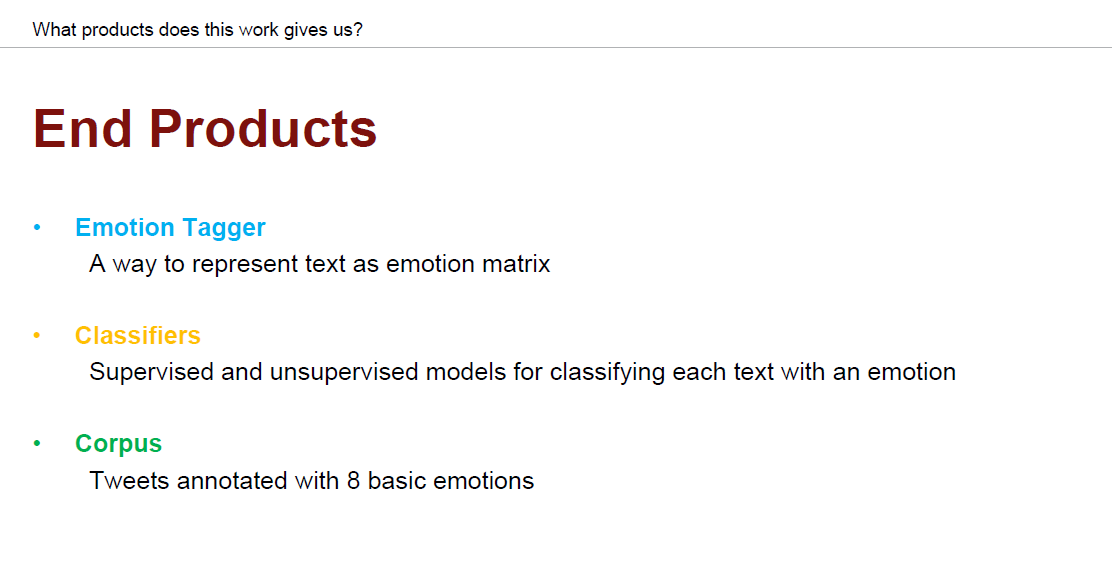 What products does this work gives us?
End Products
• Emotion Tagger
A way to represent text as emotion matrix
• Classifiers
Supervised and unsupervised models for classifying each text with an emotion
• Corpus
Tweets annotated with 8 basic emotions